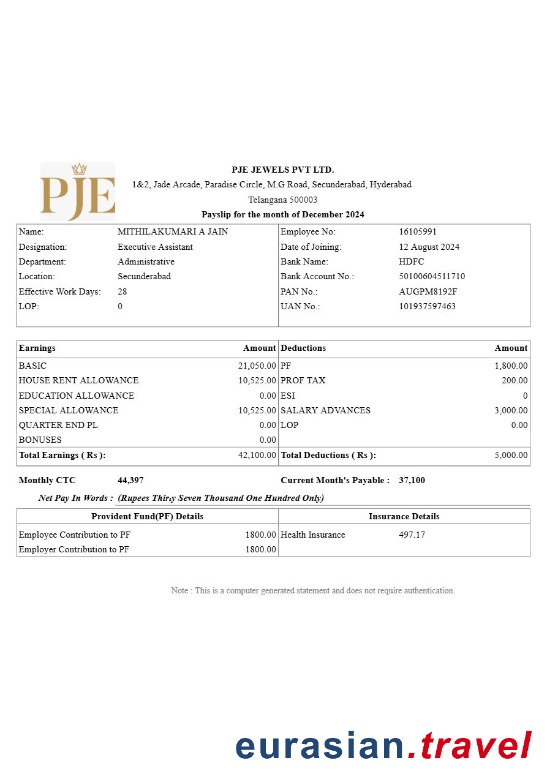 PJE
PJE JEWELS PVT LTD.
1&2, Jade Arcade, Paradise Circle, M.G Road, Secunderabad, Hyderabad
Telangana 500003
Payslip for the month of December 2024
Name: MITHILAKUMARI A JAIN Employee No: 16105991
Designation: Executive Assistant Date of Joining: 12 August 2024
Department: Administrative Bank Name: HDFC
Location: Secunderabad Bank Account No.: 50100604511710
Effective Work Days: 28 PAN No.: AUGPM8192F
LOP: 0 UAN No.: 101937597463
Earnings Amount Deductions Amount
BASIC 21,050.00 PF 1,800.00
HOUSE RENT ALLOWANCE 10,525.00 PROF TAX 200.00
EDUCATION ALLOWANCE 0.00 ESI 0
SPECIAL ALLOWANCE 10,525.00 SALARY ADVANCES 3,000.00
QUARTER END PL 0.00 LOP 0.00
BONUSES 0.00
Total Earnings ( Rs ): 42,100.00 Total Deductions ( Rs ): 5,000.00
Monthly CTC 44,397 Current Month's Payable : 37,100
Net Pay In Words : (Rupees Thirty Seven Thousand One Hundred Only)
Provident Fund(PF) Details Insurance Details
Employee Contribution to PF 1800.00 Health Insurance 497.17
Employer Contribution to PF 1800.00
Note : This is a computer generated statement and does not require authentication.
eurasian.travel